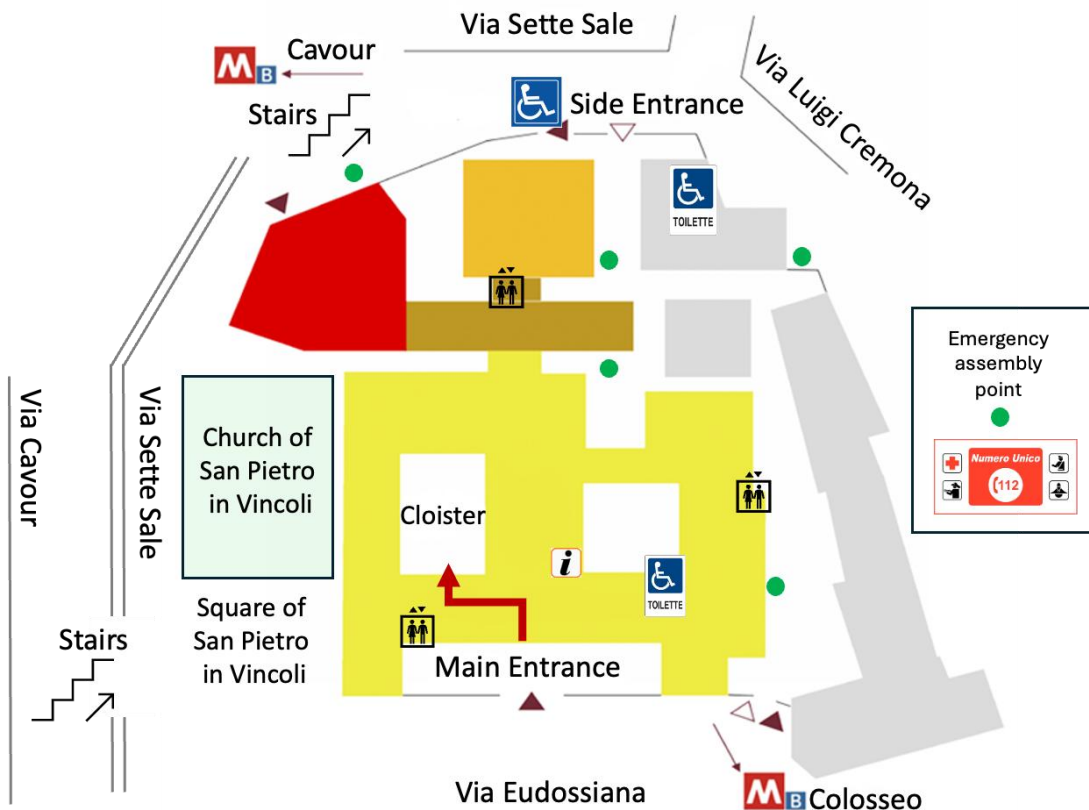 Via Sette Sale
Cavour
M
B
Stairs
Side Entrance
Via Luigi Cremona
TOILETTE
Emergency
assembly
point
Numero Unico
112
Via Cavour
Via Sette Sale
Church of
San Pietro
in Vincoli
Cloister
i
TOILETTE
Square of
San Pietro
in Vincoli
Stairs
Main Entrance
Via Eudossiana
M
B
Colosseo